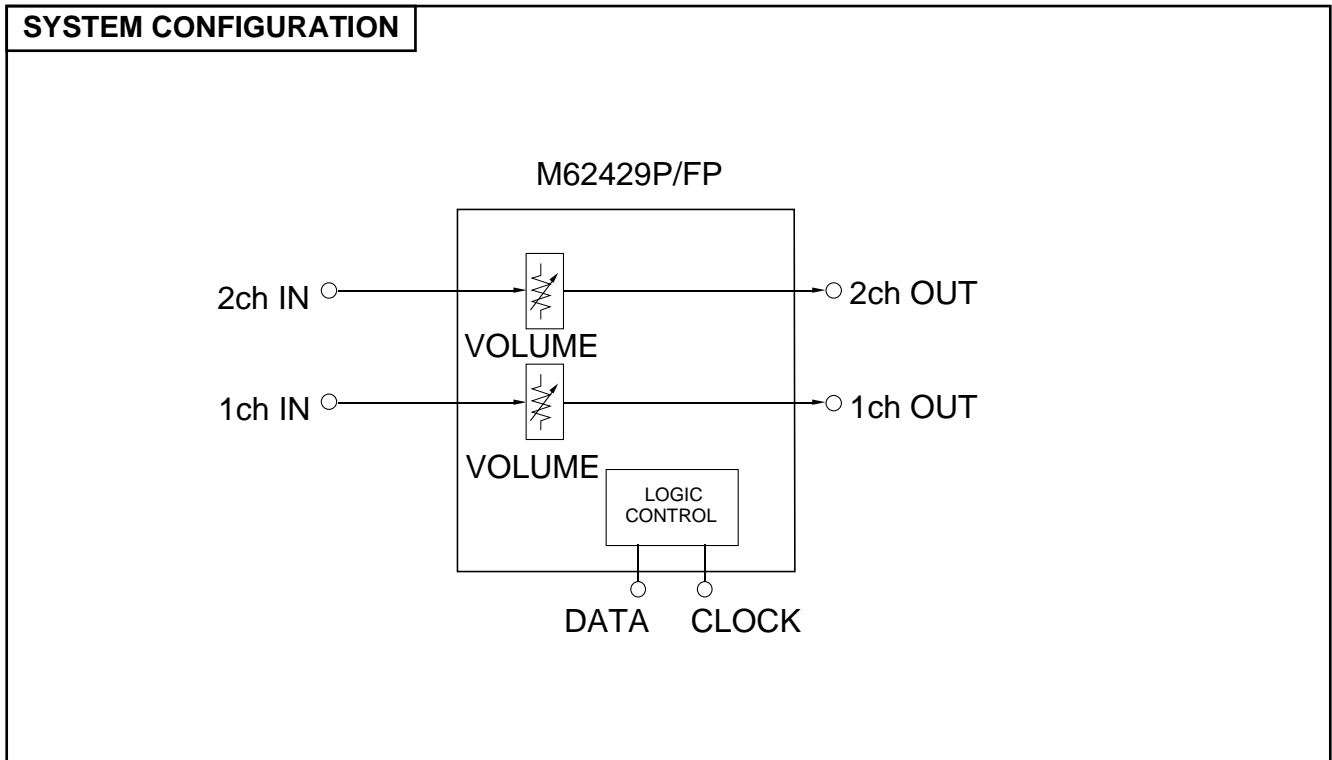 SYSTEM CONFIGURATION
M62429P/FP
2ch IN
2ch OUT
VOLUME
1ch IN
1ch OUT
VOLUME
LOGIC
CONTROL
DATA
CLOCK